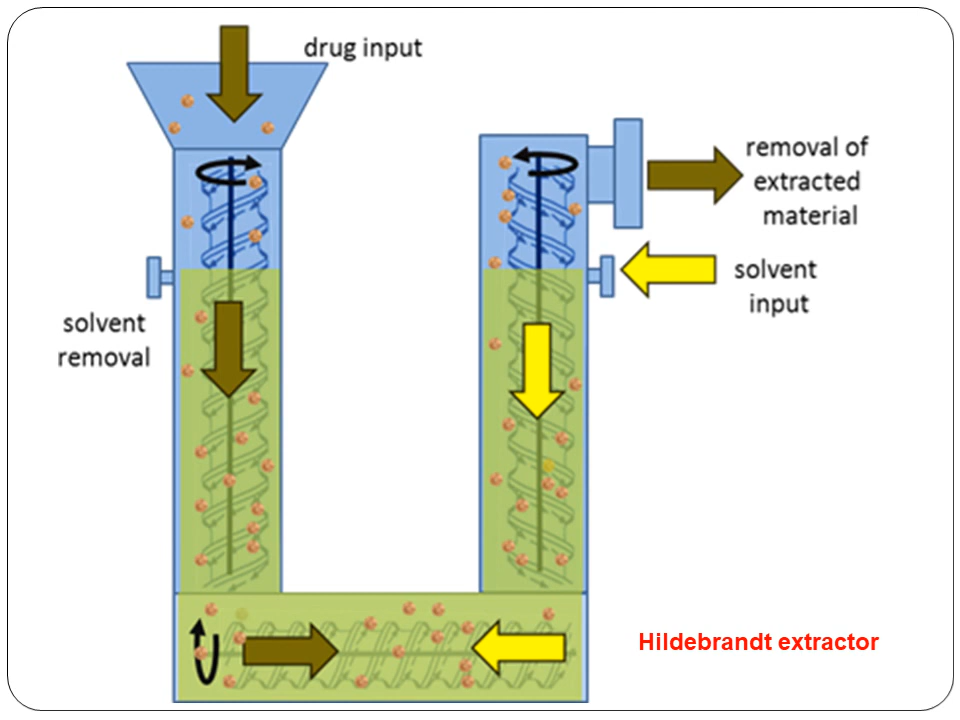 drug input
removal of
extracted
material
solvent
input
solvent
removal
Hildebrandt extractor